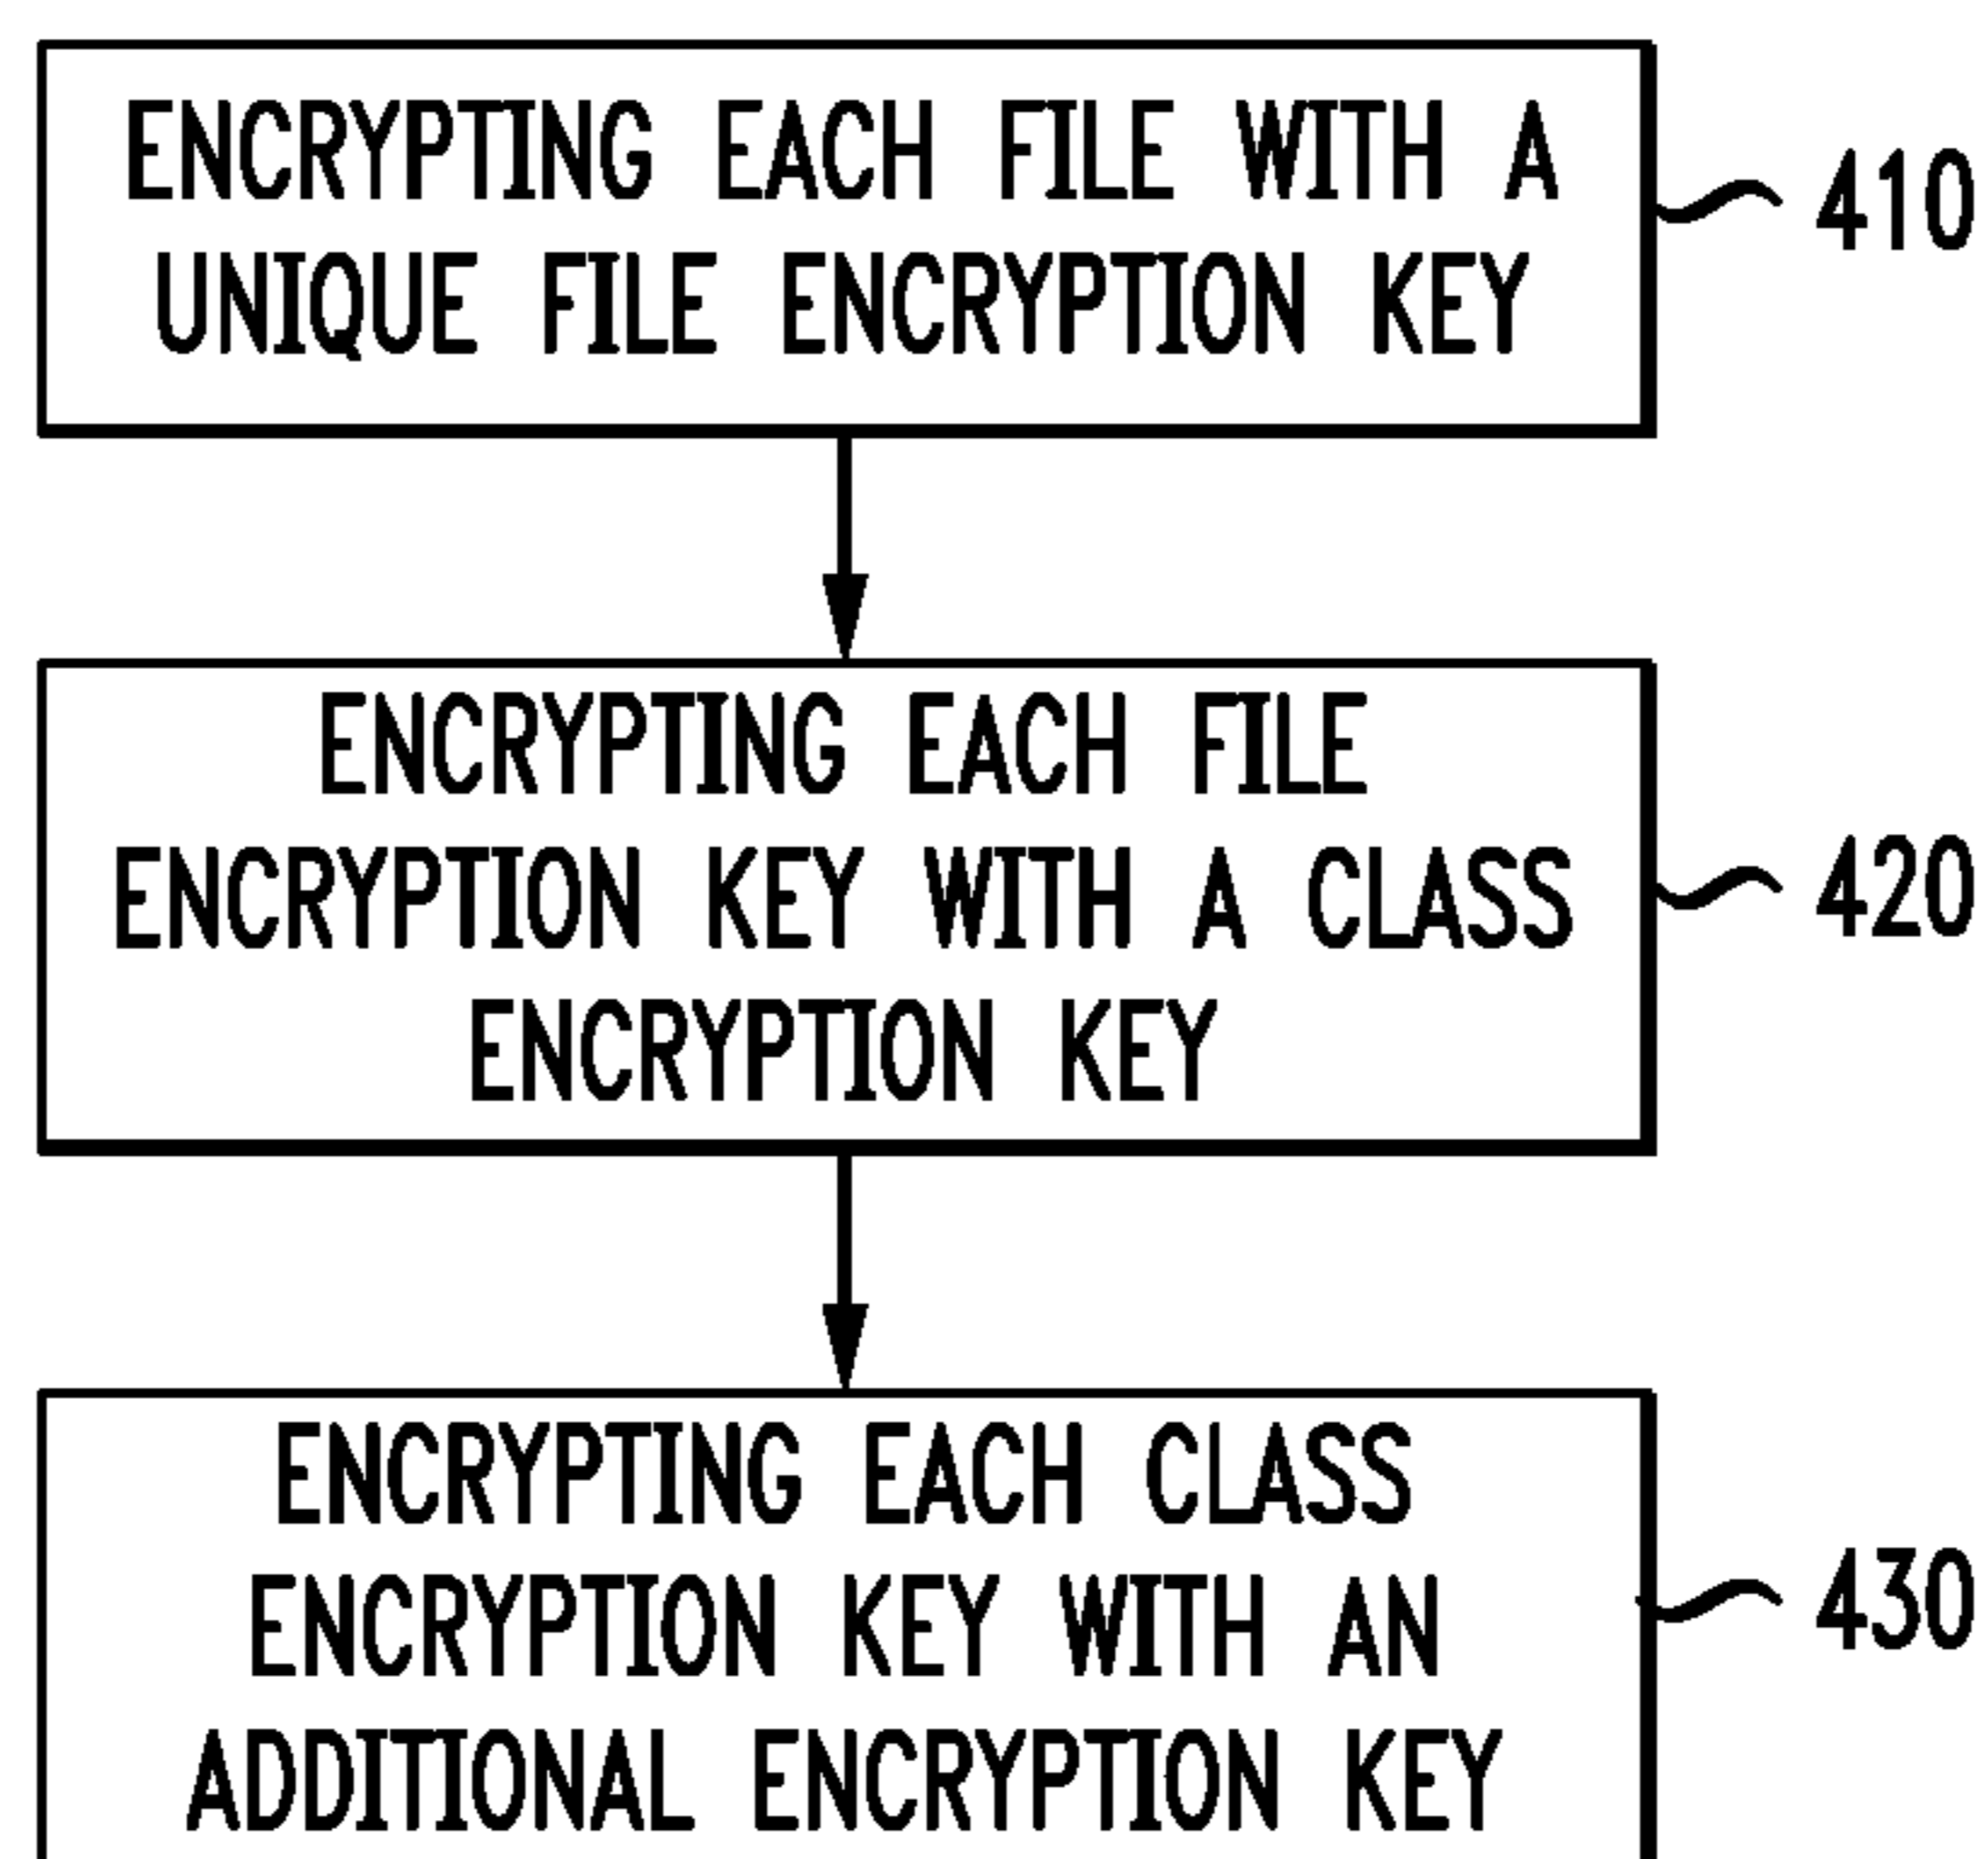 ENCRYPTING EACH FILE WITH A
UNIQUE FILE ENCRYPTION KEY
410
ENCRYPTING EACH FILE
ENCRYPTION KEY WITH A CLASS
ENCRYPTION KEY
420
ENCRYPTING EACH CLASS
ENCRYPTION KEY WITH AN
ADDITIONAL ENCRYPTION KEY
430